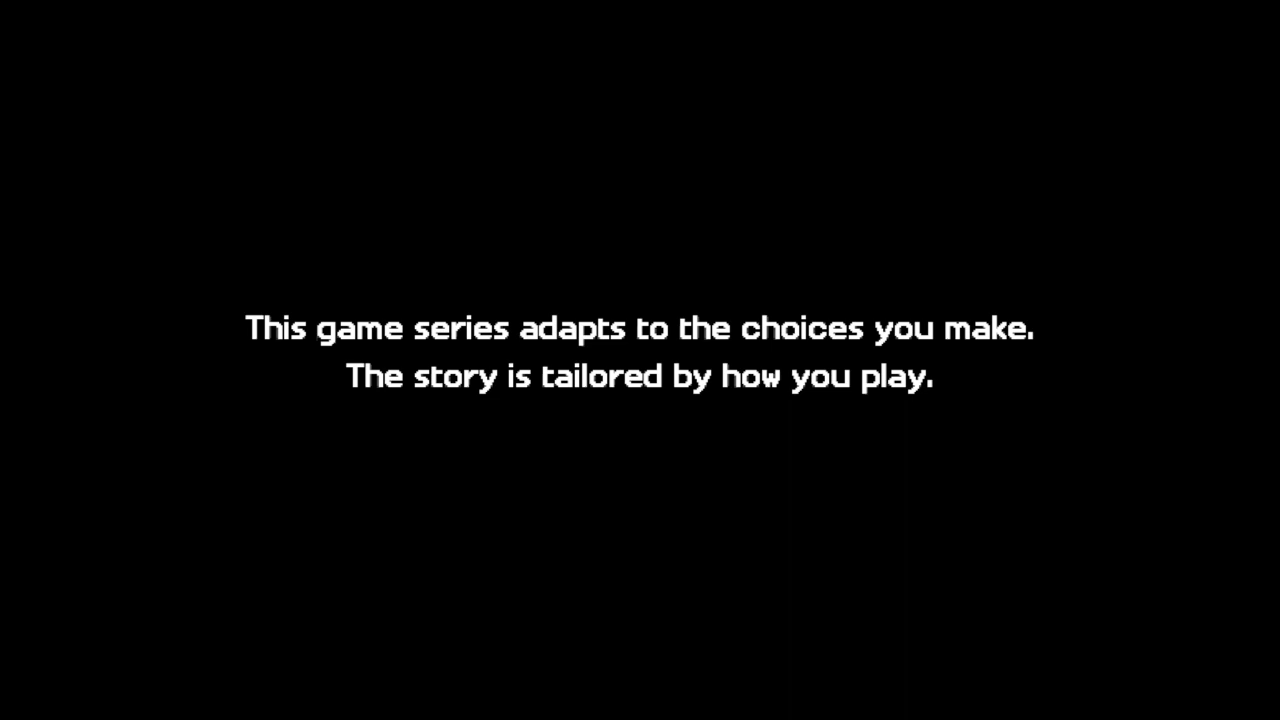 This game series adapts to the choices you make.
The story is tailored by how you play.